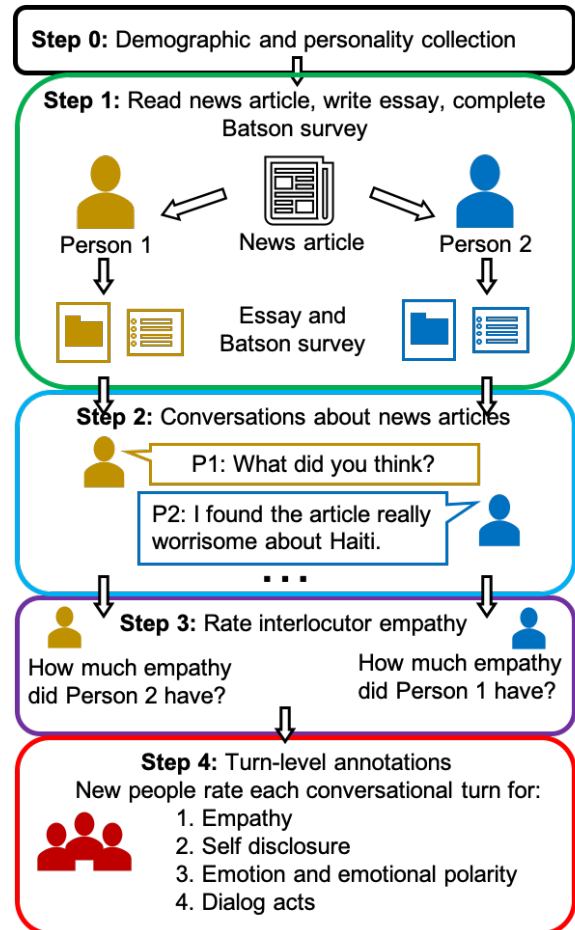 Step 0: Demographic and personality collection
Step 1: Read news article, write essay, complete
Batson survey
Person 1
News article
Person 2
Essay and
Batson survey
Step 2: Conversations about news articles
P1: What did you think?
P2: I found the article really
worrisome about Haiti.
...
Step 3: Rate interlocutor empathy
How much empathy
did Person 2 have?
How much empathy
did Person 1 have?
Step 4: Turn-level annotations
New people rate each conversational turn for:
1. Empathy
2. Self disclosure
3. Emotion and emotional polarity
4. Dialog acts